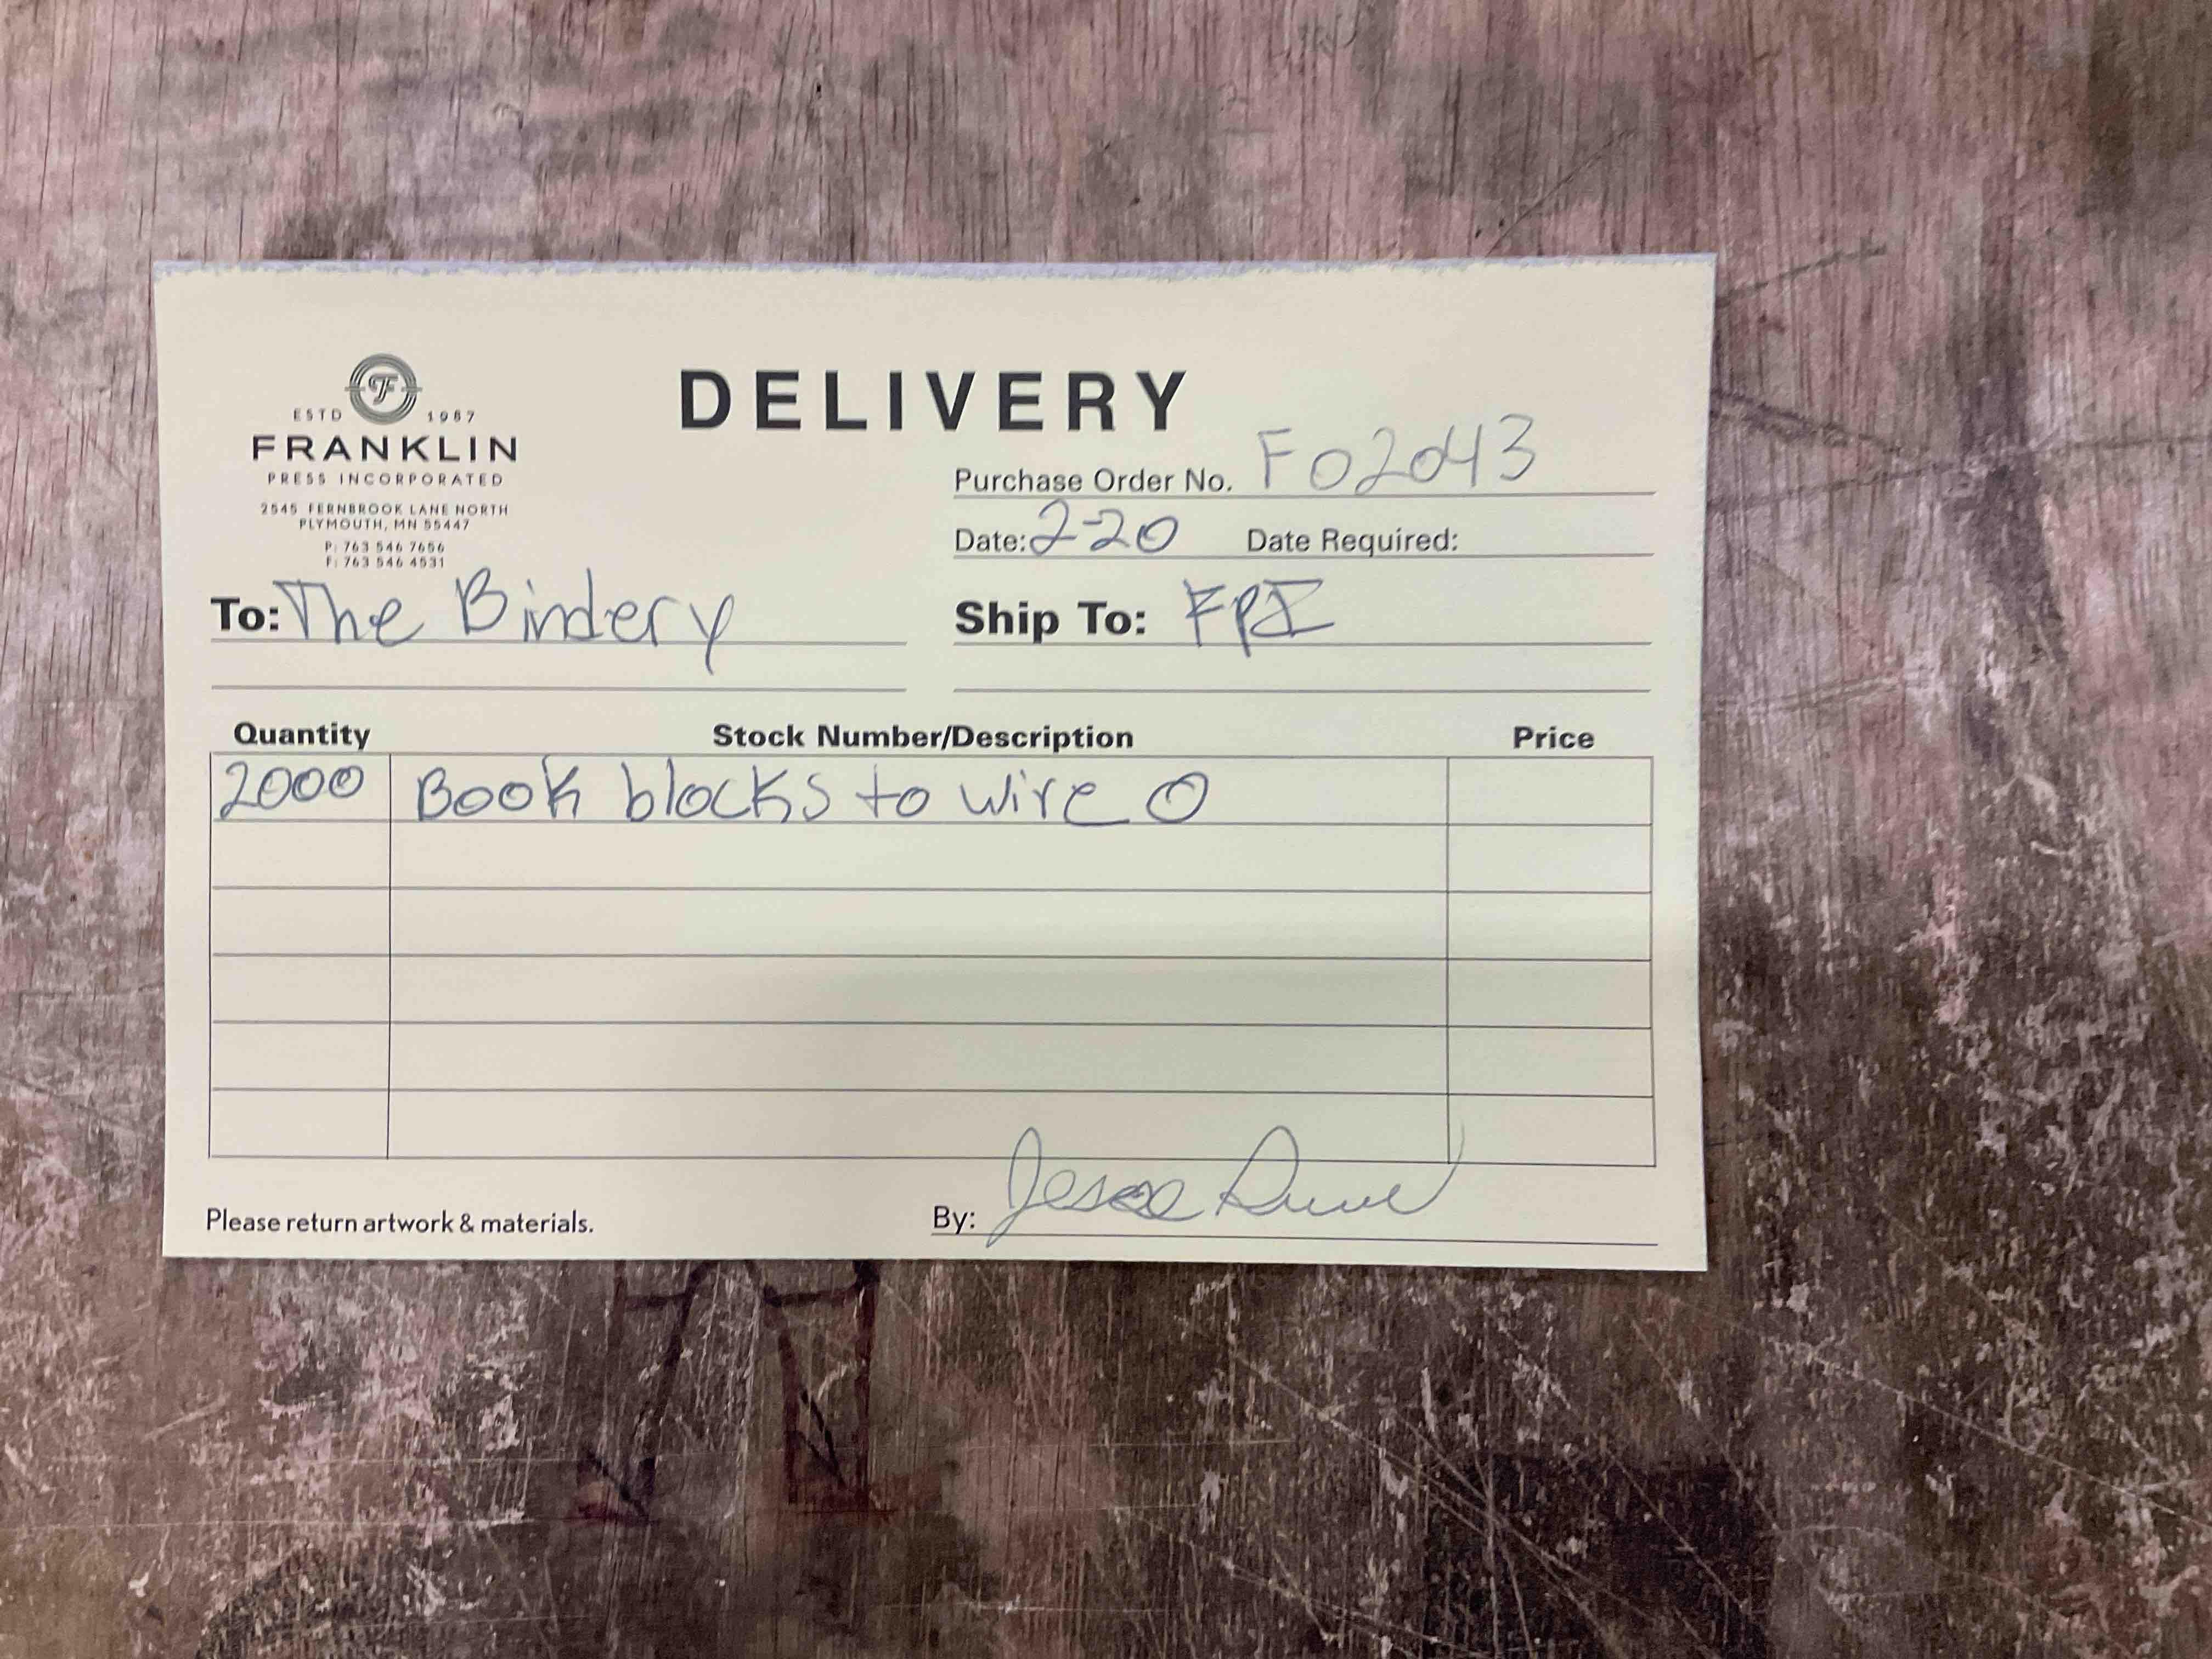 F
ESTD 1987
FRANKLIN
PRESS INCORPORATED
2545 FERNBROOK LANE NORTH
PLYMOUTH, MN 55447
P: 763 546 7656
F: 763 546 4531
DELIVERY
Purchase Order No. F02043
Date: 2-20 Date Required:
To: The Bindery
Ship To: FPI
Quantity Stock Number/Description Price
2000 Book blocks to wire O
Please return artwork & materials.
By: Jesse